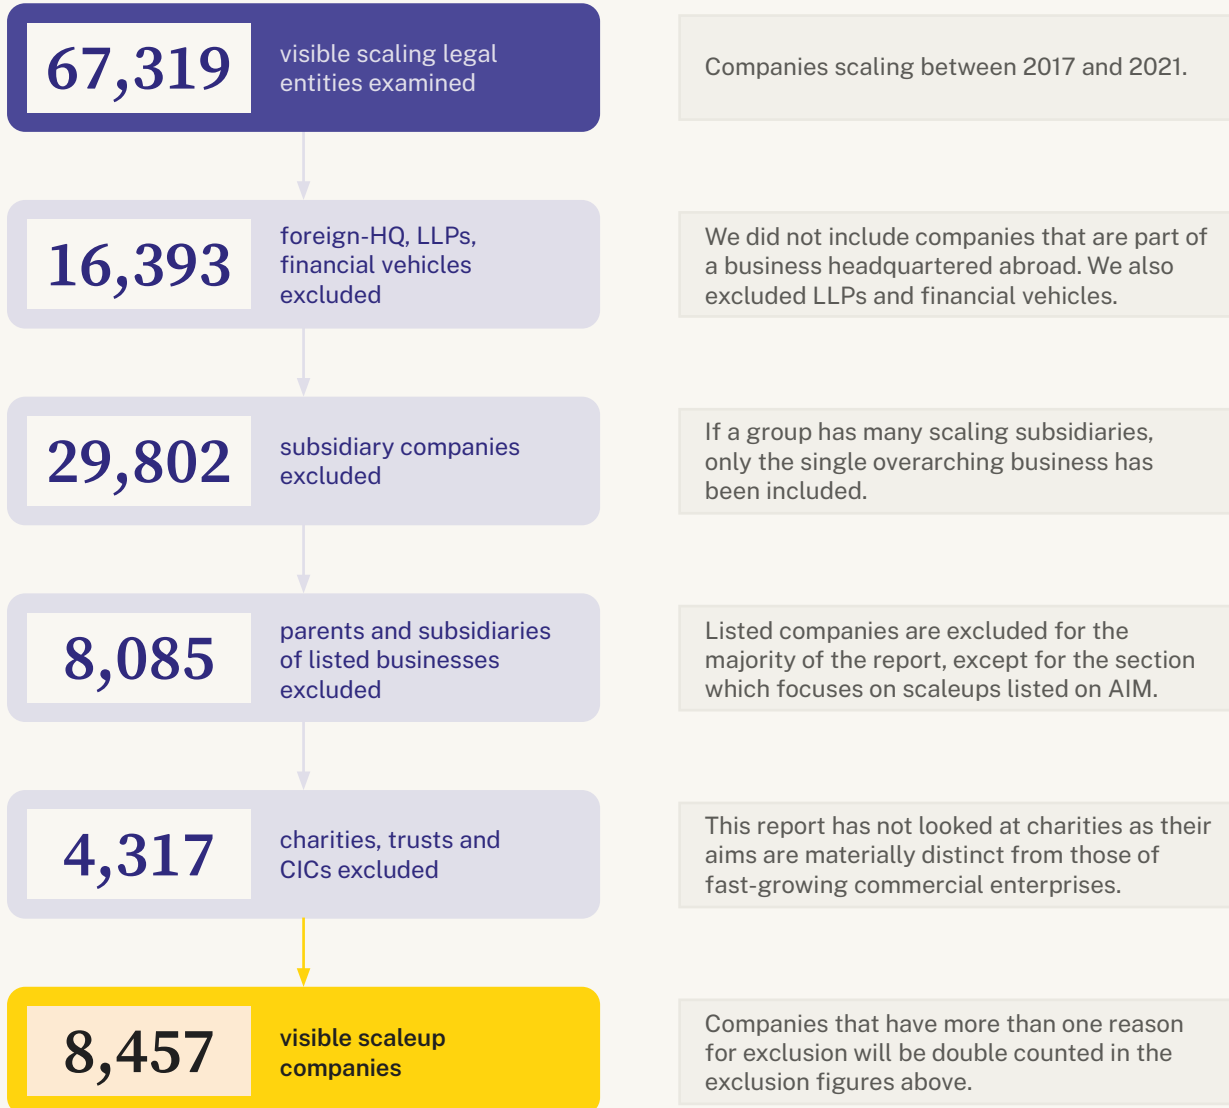 67,319
visible scaling legal
entities examined
Companies scaling between 2017 and 2021.
16,393
foreign-HQ, LLPs,
financial vehicles
excluded
We did not include companies that are part of
a business headquartered abroad. We also
excluded LLPs and financial vehicles.
29,802
subsidiary companies
excluded
If a group has many scaling subsidiaries,
only the single overarching business has
been included.
8,085
parents and subsidiaries
of listed businesses
excluded
Listed companies are excluded for the
majority of the report, except for the section
which focuses on scaleups listed on AIM.
4,317
charities, trusts and
CICs excluded
This report has not looked at charities as their
aims are materially distinct from those of
fast-growing commercial enterprises.
8,457
visible scaleup
companies
Companies that have more than one reason
for exclusion will be double counted in the
exclusion figures above.